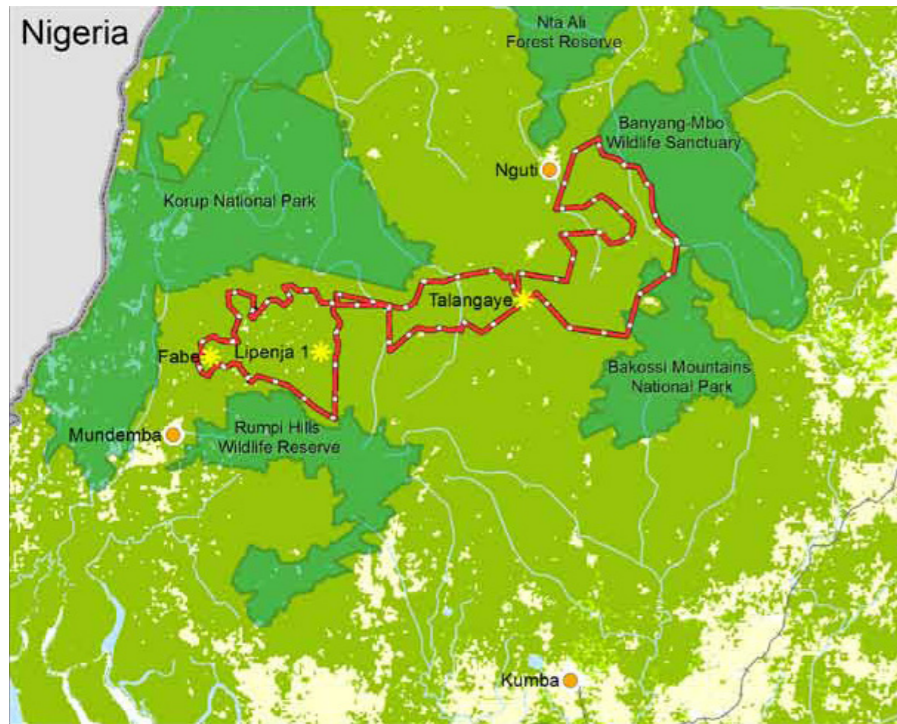 Nigeria
Nta Ali
Forest Reserve
Banyang-Mbo
Wildlife Sanctuary
Nguti
Korup National Park
Talangaye
Fabe
Lipenja 1
Bakossi Mountains
National Park
Mundemba
Rumpi Hills
Wildlife Reserve
Kumba